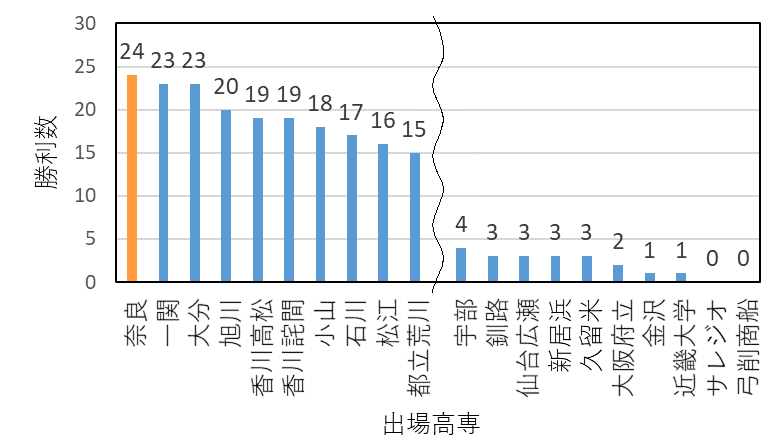 30
25
20
15
10
5
0
勝利数
24 23 23 20 19 19 18 17 16 15 4 3 3 3 3 2 1 1 0 0
奈良
一関
大分
旭川
香川高松
香川詫間
小山
石川
松江
都立荒川
宇部
釧路
仙台広瀬
新居浜
久留米
大阪府立
金沢
近畿大学
サレジオ
弓削商船
出場高専